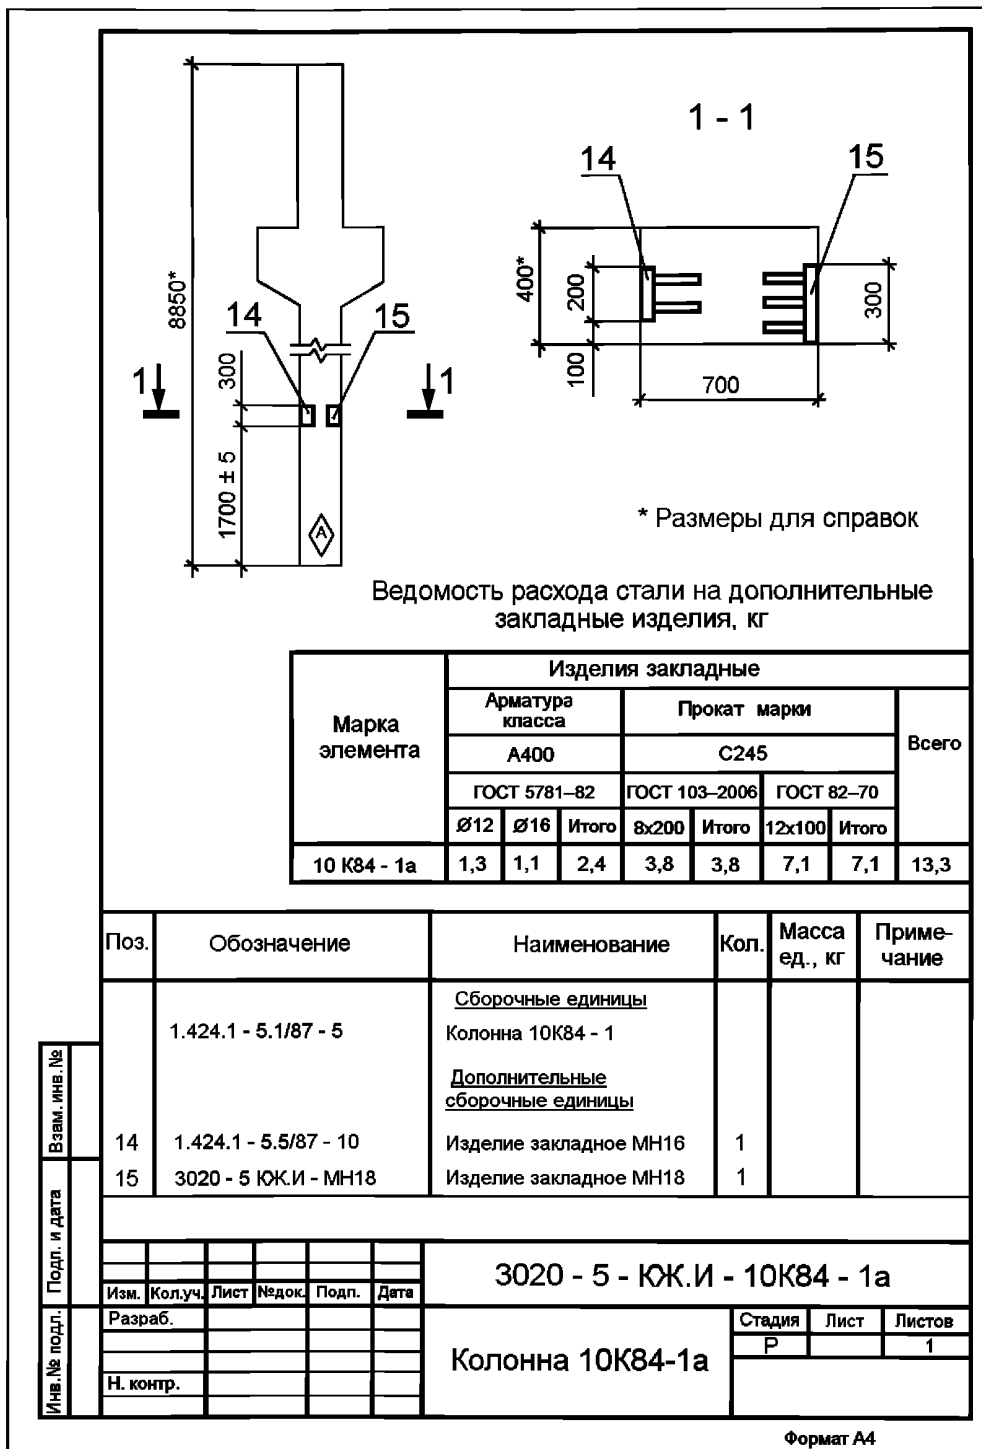 1 - 1
14
15
8850*
14
15
1
1
300
1700 ± 5
А
400*
200
100
300
700
* Размеры для справок
Ведомость расхода стали на дополнительные
закладные изделия, кг
Марка
элемента
Изделия закладные
Арматура
класса
Прокат марки
Всего
А400
С245
ГОСТ 5781–82
ГОСТ 103–2006
ГОСТ 82–70
Ø12
Ø16
Итого
8х200
Итого
12х100
Итого
10 К84 - 1а
1,3
1,1
2,4
3,8
3,8
7,1
7,1
13,3
Поз.
Обозначение
Наименование
Кол.
Масса
ед., кг
Приме-
чание
Сборочные единицы
1.424.1 - 5.1/87 - 5
Колонна 10К84 - 1
Дополнительные
сборочные единицы
14
1.424.1 - 5.5/87 - 10
Изделие закладное МН16
1
15
3020 - 5 КЖ.И - МН18
Изделие закладное МН18
1
Взам. инв.№
Подп. и дата
Инв.№ подл.
3020 - 5 - КЖ.И - 10К84 - 1а
Изм.
Кол.уч.
Лист
№док.
Подп.
Дата
Разраб.
Н. контр.
Колонна 10К84-1а
Стадия
Лист
Листов
Р
1
Формат А4